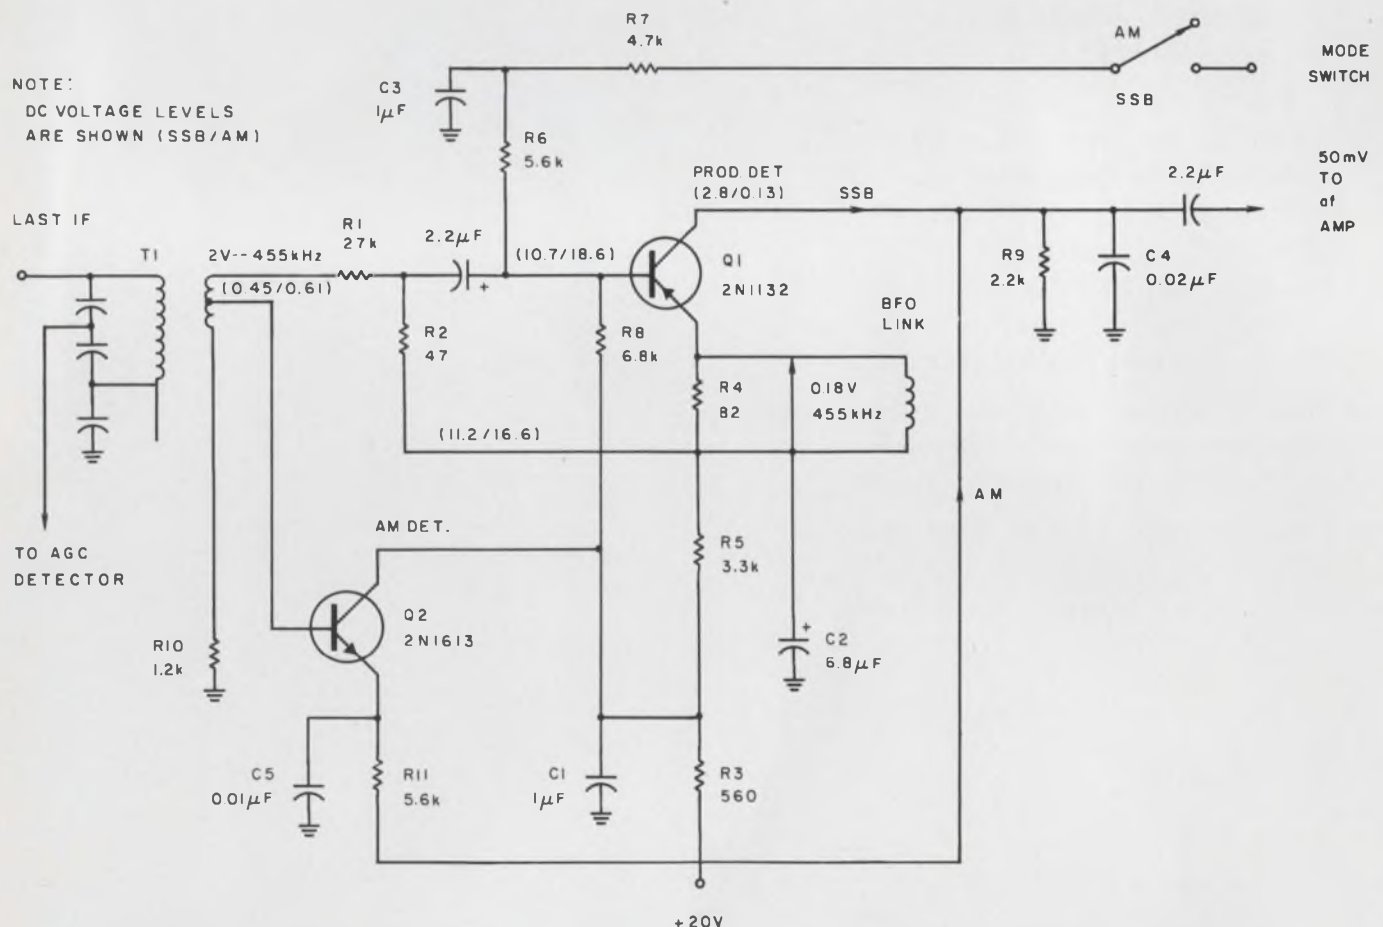 R7
4.7k
AM
MODE
SWITCH
SSB
NOTE:
DC VOLTAGE LEVELS
ARE SHOWN (SSB/AM)
C3
1µF
R6
5.6k
PROD DET
(2.8/0.13)
SSB
2.2µF
50mV
TO
af
AMP
LAST IF
T1
2V--455kHz
(0.45/0.61)
R1
27k
2.2µF
+
(10.7/18.6)
Q1
2N1132
R9
2.2k
C4
0.02µF
BFO
LINK
R2
47
R8
6.8k
R4
82
0.18V
455kHz
(11.2/16.6)
AM
TO AGC
DETECTOR
AM DET.
R5
3.3k
Q2
2N1613
R10
1.2k
+
C2
6.8µF
C5
0.01µF
R11
5.6k
C1
1µF
R3
560
+20V